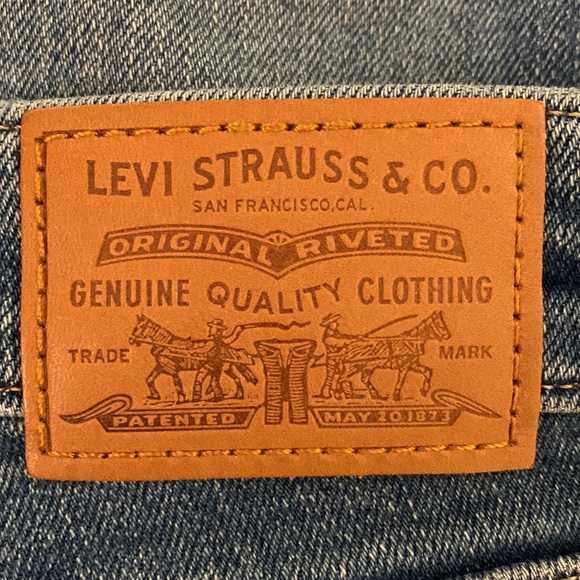 LEVI STRAUSS & CO.
SAN FRANCISCO, CAL.
ORIGINAL RIVETED
GENUINE QUALITY CLOTHING
TRADE MARK
PATENTED MAY 20 1873